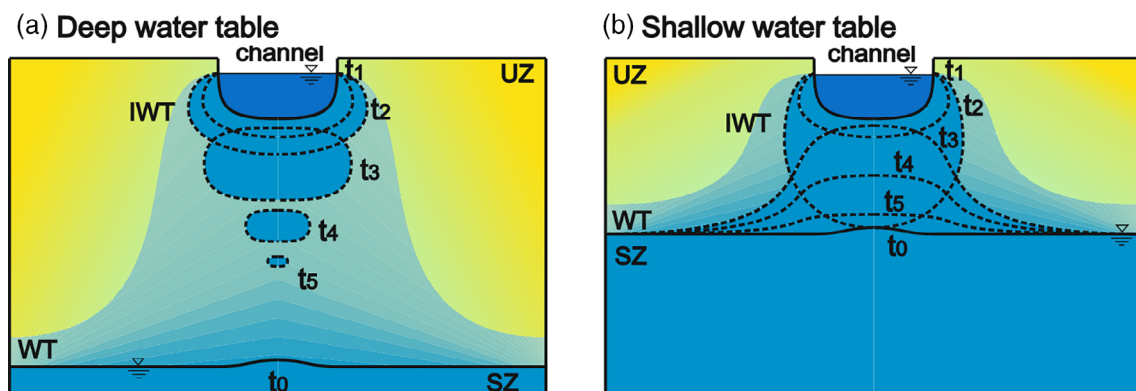 (a) Deep water table
channel
UZ
t1
IWT
t2
t3
t4
t5
WT
t0
SZ
(b) Shallow water table
channel
UZ
t1
IWT
t2
t3
t4
t5
WT
t0
SZ